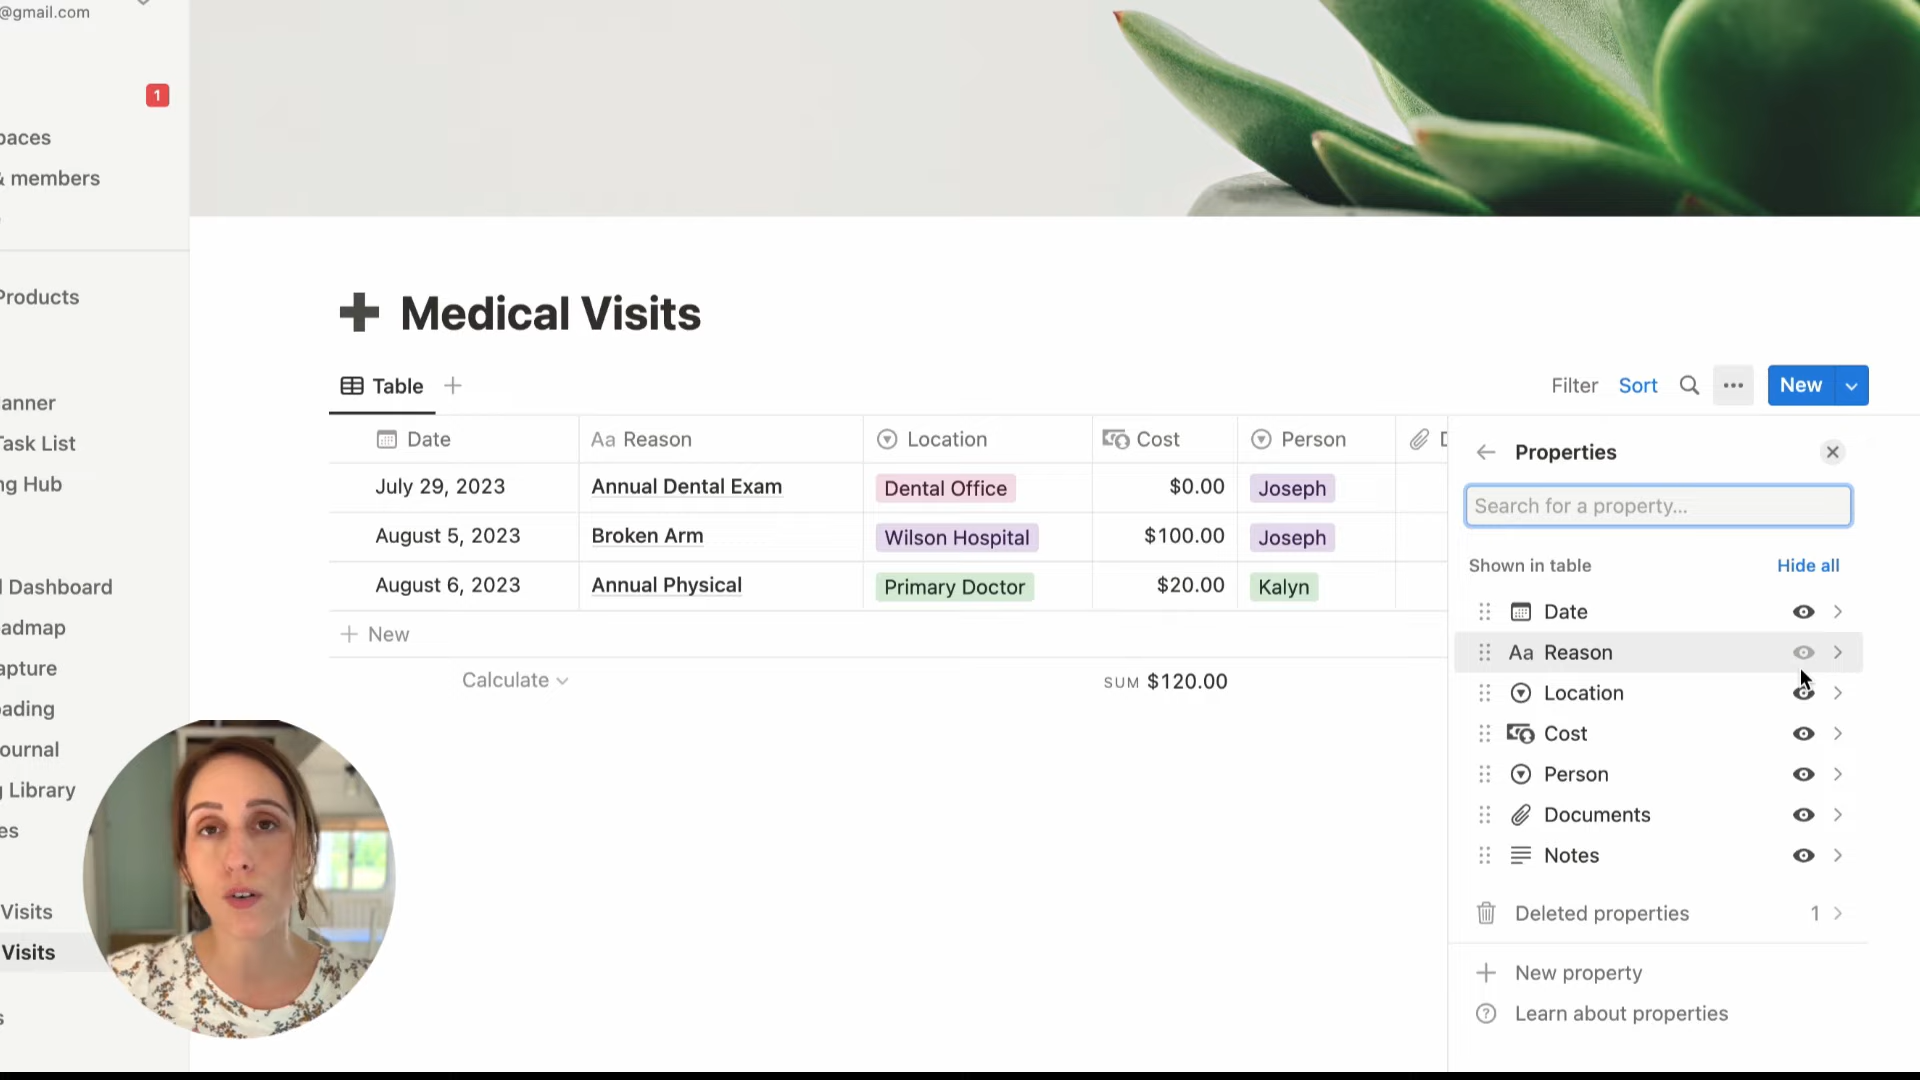 @gmail.com
1
paces
& members
Products
anner
Task List
ng Hub
l Dashboard
admap
apture
ading
ournal
g Library
es
Visits
Visits
s
Medical Visits
Table
Filter Sort New
Date Aa Reason Location Cost Person D
July 29, 2023 Annual Dental Exam Dental Office $0.00 Joseph
August 5, 2023 Broken Arm Wilson Hospital $100.00 Joseph
August 6, 2023 Annual Physical Primary Doctor $20.00 Kalyn
+ New
Calculate SUM $120.00
Properties
Search for a property...
Shown in table Hide all
Date
Aa Reason
Location
Cost
Person
Documents
Notes
Deleted properties 1
+ New property
? Learn about properties